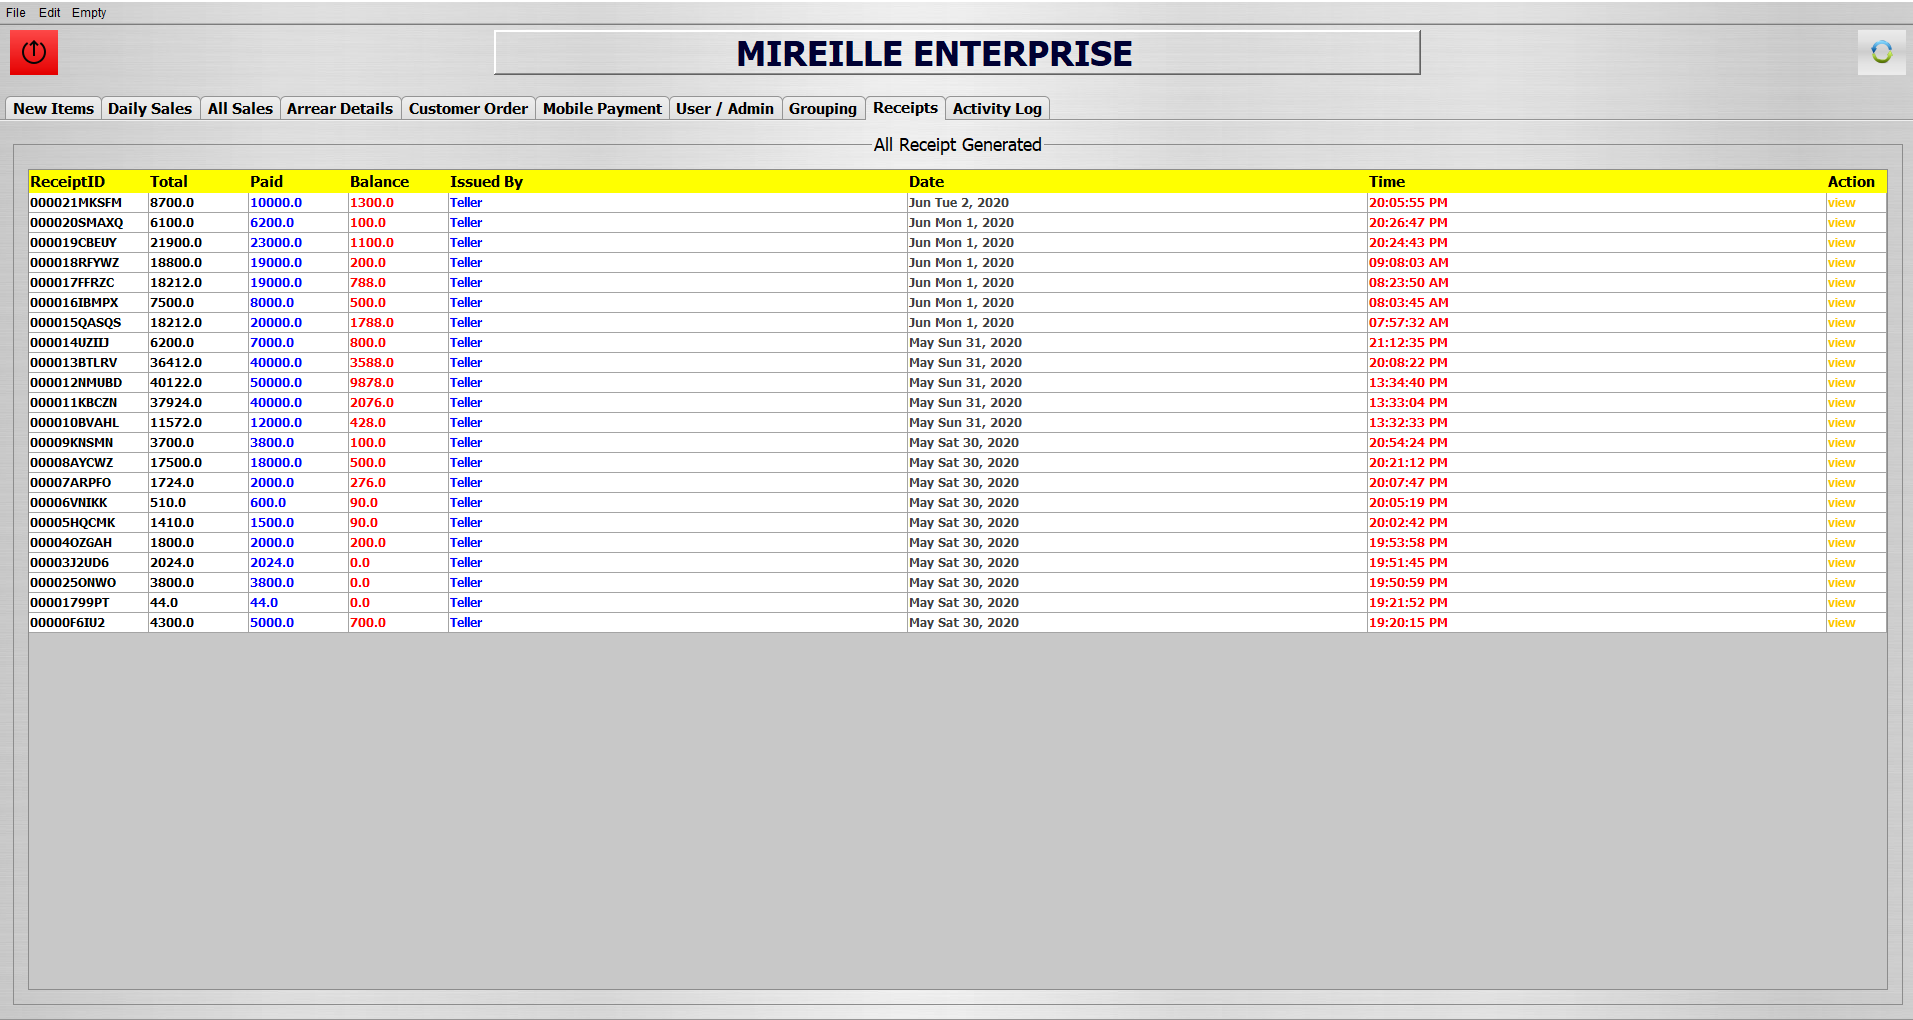 File Edit Empty
MIREILLE ENTERPRISE
New Items Daily Sales All Sales Arrear Details Customer Order Mobile Payment User / Admin Grouping Receipts Activity Log
All Receipt Generated
ReceiptID Total Paid Balance Issued By Date Time Action
000021MKSFM 8700.0 10000.0 1300.0 Teller Jun Tue 2, 2020 20:05:55 PM view
000020SMAXQ 6100.0 6200.0 100.0 Teller Jun Mon 1, 2020 20:26:47 PM view
000019CBEUY 21900.0 23000.0 1100.0 Teller Jun Mon 1, 2020 20:24:43 PM view
000018RFYWZ 18800.0 19000.0 200.0 Teller Jun Mon 1, 2020 09:08:03 AM view
000017FFRZC 18212.0 19000.0 788.0 Teller Jun Mon 1, 2020 08:23:50 AM view
000016IBMPX 7500.0 8000.0 500.0 Teller Jun Mon 1, 2020 08:03:45 AM view
000015QASQS 18212.0 20000.0 1788.0 Teller Jun Mon 1, 2020 07:57:32 AM view
000014UZIIJ 6200.0 7000.0 800.0 Teller May Sun 31, 2020 21:12:35 PM view
000013BTLRV 36412.0 40000.0 3588.0 Teller May Sun 31, 2020 20:08:22 PM view
000012NMUBD 40122.0 50000.0 9878.0 Teller May Sun 31, 2020 13:34:40 PM view
000011KBCZN 37924.0 40000.0 2076.0 Teller May Sun 31, 2020 13:33:04 PM view
000010BVAHL 11572.0 12000.0 428.0 Teller May Sun 31, 2020 13:32:33 PM view
00009KNSMN 3700.0 3800.0 100.0 Teller May Sat 30, 2020 20:54:24 PM view
00008AYCWZ 17500.0 18000.0 500.0 Teller May Sat 30, 2020 20:21:12 PM view
00007ARPFO 1724.0 2000.0 276.0 Teller May Sat 30, 2020 20:07:47 PM view
00006VNIKK 510.0 600.0 90.0 Teller May Sat 30, 2020 20:05:19 PM view
00005HQCMK 1410.0 1500.0 90.0 Teller May Sat 30, 2020 20:02:42 PM view
00004OZGAH 1800.0 2000.0 200.0 Teller May Sat 30, 2020 19:53:58 PM view
00003J2UD6 2024.0 2024.0 0.0 Teller May Sat 30, 2020 19:51:45 PM view
000025ONWO 3800.0 3800.0 0.0 Teller May Sat 30, 2020 19:50:59 PM view
00001799PT 44.0 44.0 0.0 Teller May Sat 30, 2020 19:21:52 PM view
00000F6IU2 4300.0 5000.0 700.0 Teller May Sat 30, 2020 19:20:15 PM view